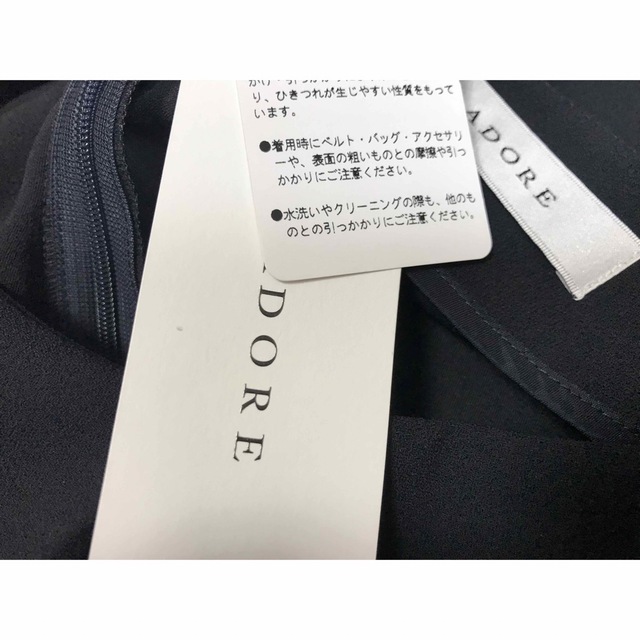 り、ひきつれが生じやすい性質をもって
います。
●着用時にベルト・バッグ・アクセサリ
ーや、表面の粗いものとの摩擦や引っ
かかりにご注意ください。
●水洗いやクリーニングの際も、他のも
のとの引っかかりにご注意ください。
ADORE
ADORE